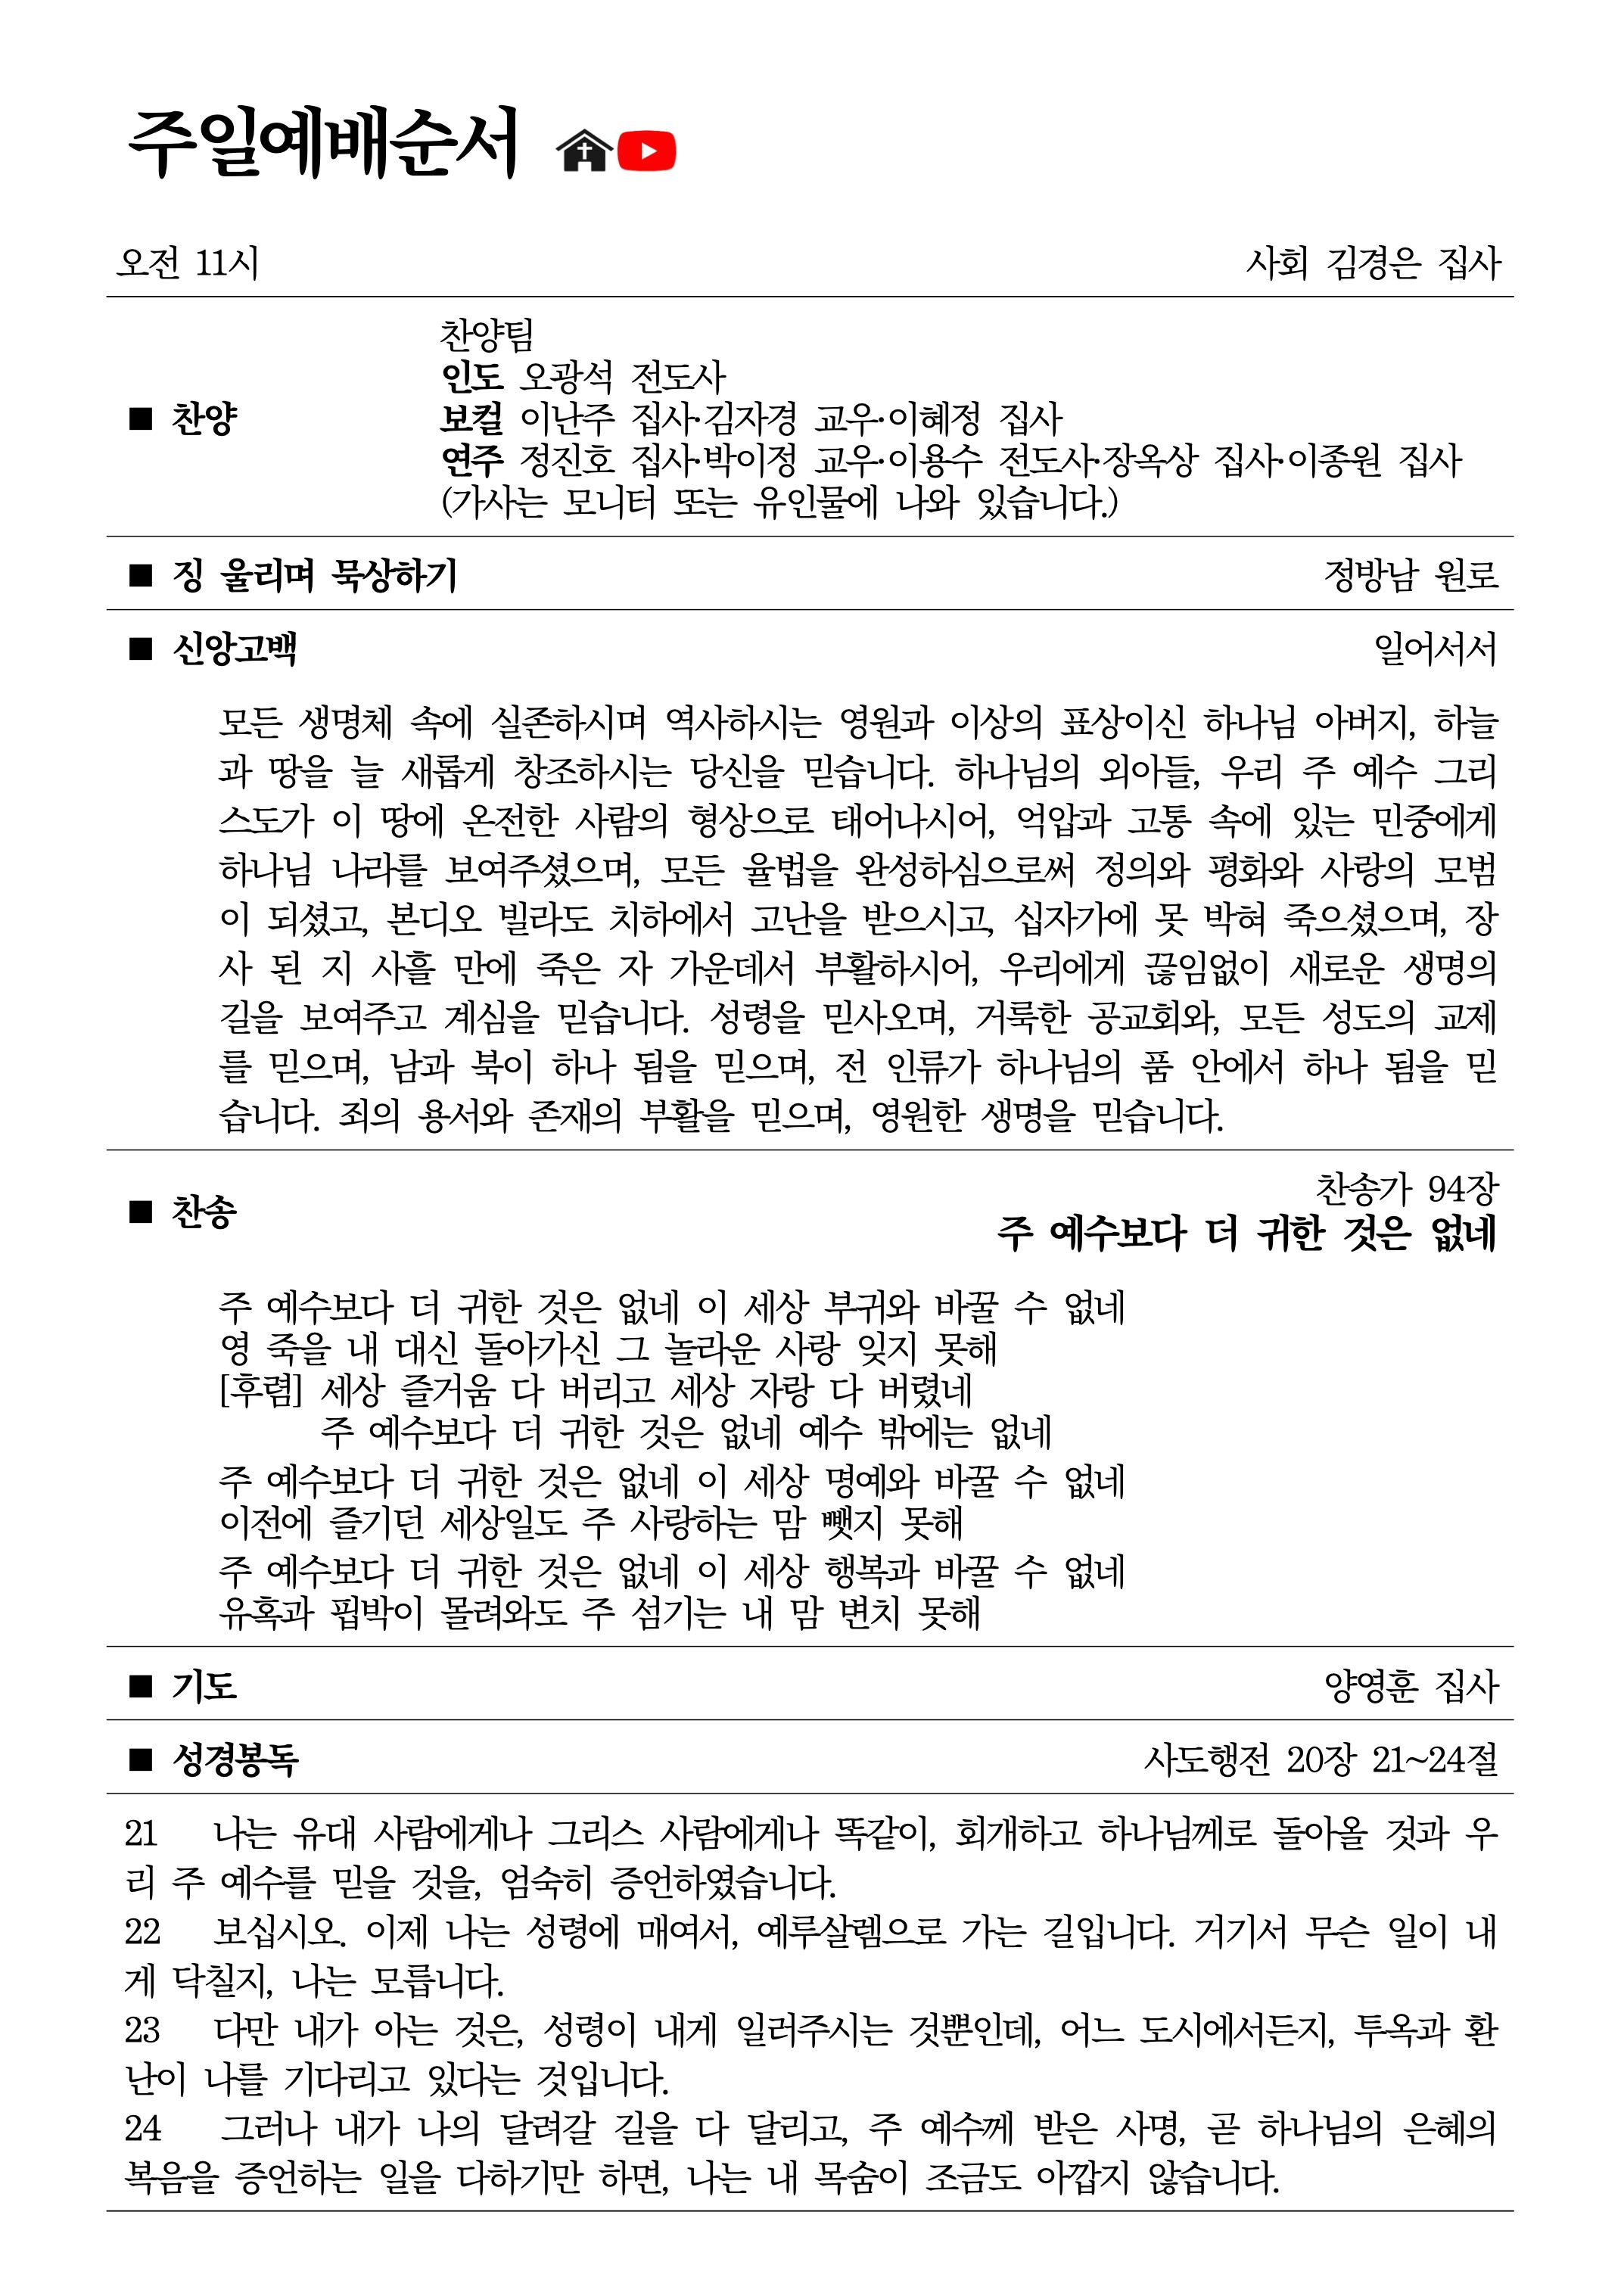 주일예배순서
오전 11시 사회 김경은 집사
찬양팀
인도 오광석 전도사
■ 찬양 보컬 이난주 집사·김자경 교우·이혜정 집사
연주 정진호 집사·박이정 교우·이용수 전도사·장옥상 집사·이종원 집사
(가사는 모니터 또는 유인물에 나와 있습니다.)
■ 징 울리며 묵상하기 정방남 원로
■ 신앙고백 일어서서
모든 생명체 속에 실존하시며 역사하시는 영원과 이상의 표상이신 하나님 아버지, 하늘
과 땅을 늘 새롭게 창조하시는 당신을 믿습니다. 하나님의 외아들, 우리 주 예수 그리
스도가 이 땅에 온전한 사람의 형상으로 태어나시어, 억압과 고통 속에 있는 민중에게
하나님 나라를 보여주셨으며, 모든 율법을 완성하심으로써 정의와 평화와 사랑의 모범
이 되셨고, 본디오 빌라도 치하에서 고난을 받으시고, 십자가에 못 박혀 죽으셨으며, 장
사 된 지 사흘 만에 죽은 자 가운데서 부활하시어, 우리에게 끊임없이 새로운 생명의
길을 보여주고 계심을 믿습니다. 성령을 믿사오며, 거룩한 공교회와, 모든 성도의 교제
를 믿으며, 남과 북이 하나 됨을 믿으며, 전 인류가 하나님의 품 안에서 하나 됨을 믿
습니다. 죄의 용서와 존재의 부활을 믿으며, 영원한 생명을 믿습니다.
찬송가 94장
■ 찬송
주 예수보다 더 귀한 것은 없네
주 예수보다 더 귀한 것은 없네 이 세상 부귀와 바꿀 수 없네
영 죽을 내 대신 돌아가신 그 놀라운 사랑 잊지 못해
[후렴] 세상 즐거움 다 버리고 세상 자랑 다 버렸네
주 예수보다 더 귀한 것은 없네 예수 밖에는 없네
주 예수보다 더 귀한 것은 없네 이 세상 명예와 바꿀 수 없네
이전에 즐기던 세상일도 주 사랑하는 맘 뺏지 못해
주 예수보다 더 귀한 것은 없네 이 세상 행복과 바꿀 수 없네
유혹과 핍박이 몰려와도 주 섬기는 내 맘 변치 못해
■ 기도 양영훈 집사
■ 성경봉독 사도행전 20장 21~24절
21 나는 유대 사람에게나 그리스 사람에게나 똑같이, 회개하고 하나님께로 돌아올 것과 우
리 주 예수를 믿을 것을, 엄숙히 증언하였습니다.
22 보십시오. 이제 나는 성령에 매여서, 예루살렘으로 가는 길입니다. 거기서 무슨 일이 내
게 닥칠지, 나는 모릅니다.
23 다만 내가 아는 것은, 성령이 내게 일러주시는 것뿐인데, 어느 도시에서든지, 투옥과 환
난이 나를 기다리고 있다는 것입니다.
24 그러나 내가 나의 달려갈 길을 다 달리고, 주 예수께 받은 사명, 곧 하나님의 은혜의
복음을 증언하는 일을 다하기만 하면, 나는 내 목숨이 조금도 아깝지 않습니다.